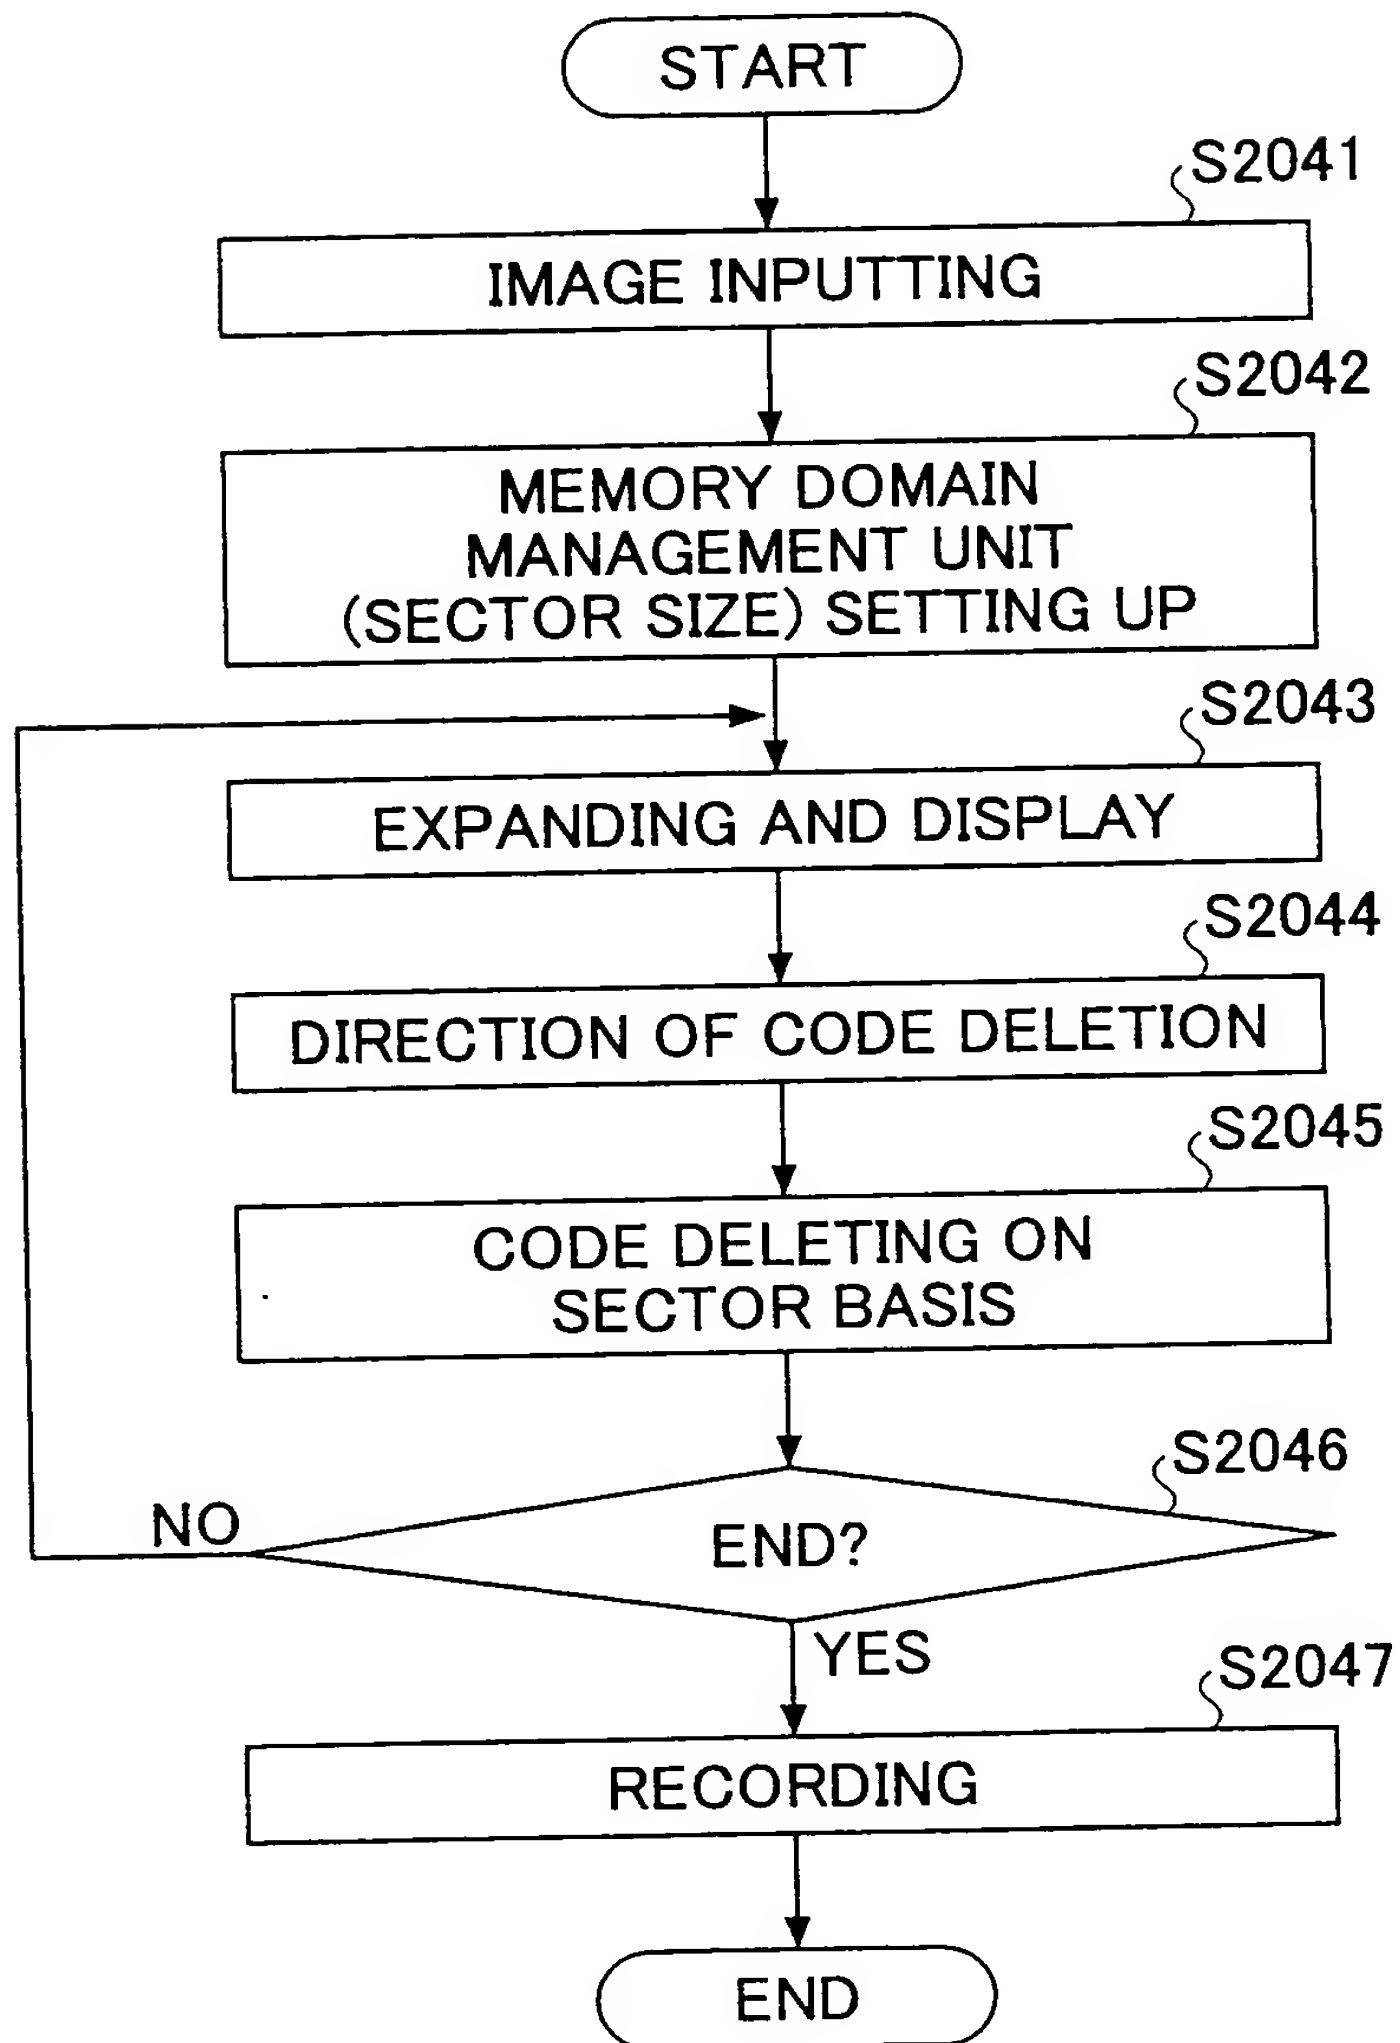 START
S2041
IMAGE INPUTTING
S2042
MEMORY DOMAIN
MANAGEMENT UNIT
(SECTOR SIZE) SETTING UP
S2043
EXPANDING AND DISPLAY
S2044
DIRECTION OF CODE DELETION
S2045
CODE DELETING ON
SECTOR BASIS
S2046
NO
END?
YES
S2047
RECORDING
END